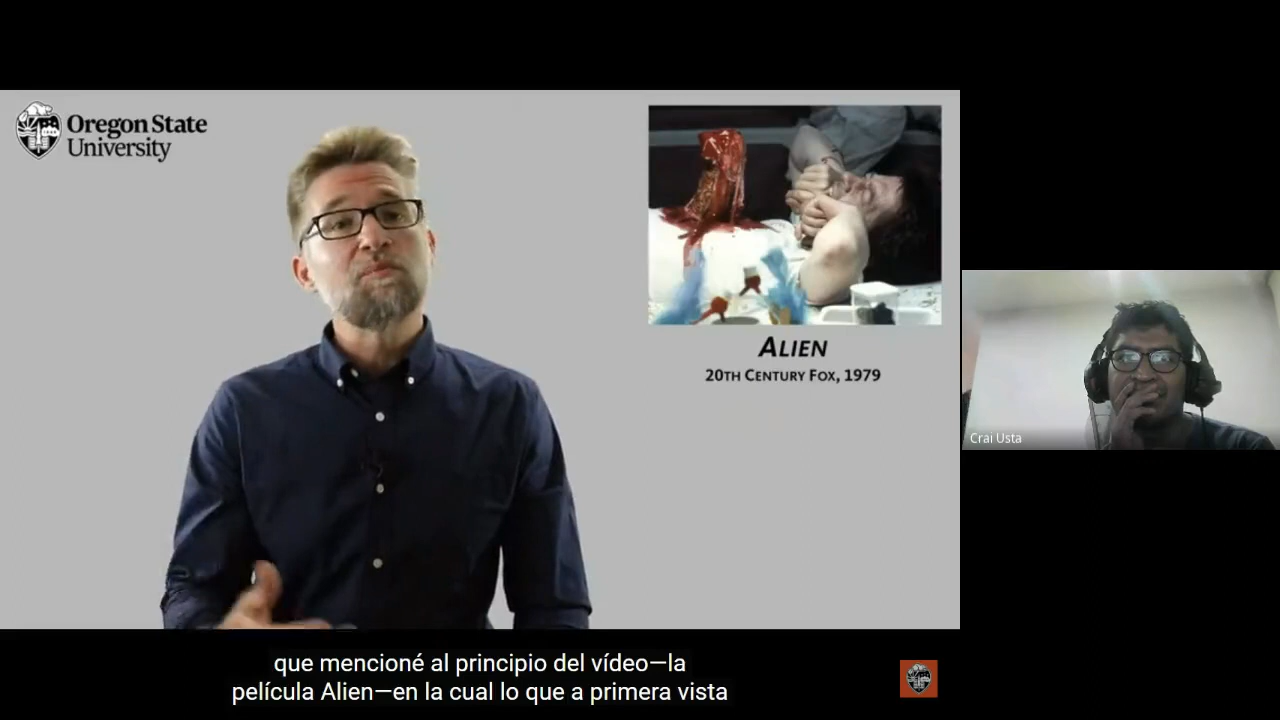 Oregon State
University
ALIEN
20TH CENTURY FOX, 1979
Crai Usta
que mencioné al principio del vídeo—la
película Alien—en la cual lo que a primera vista